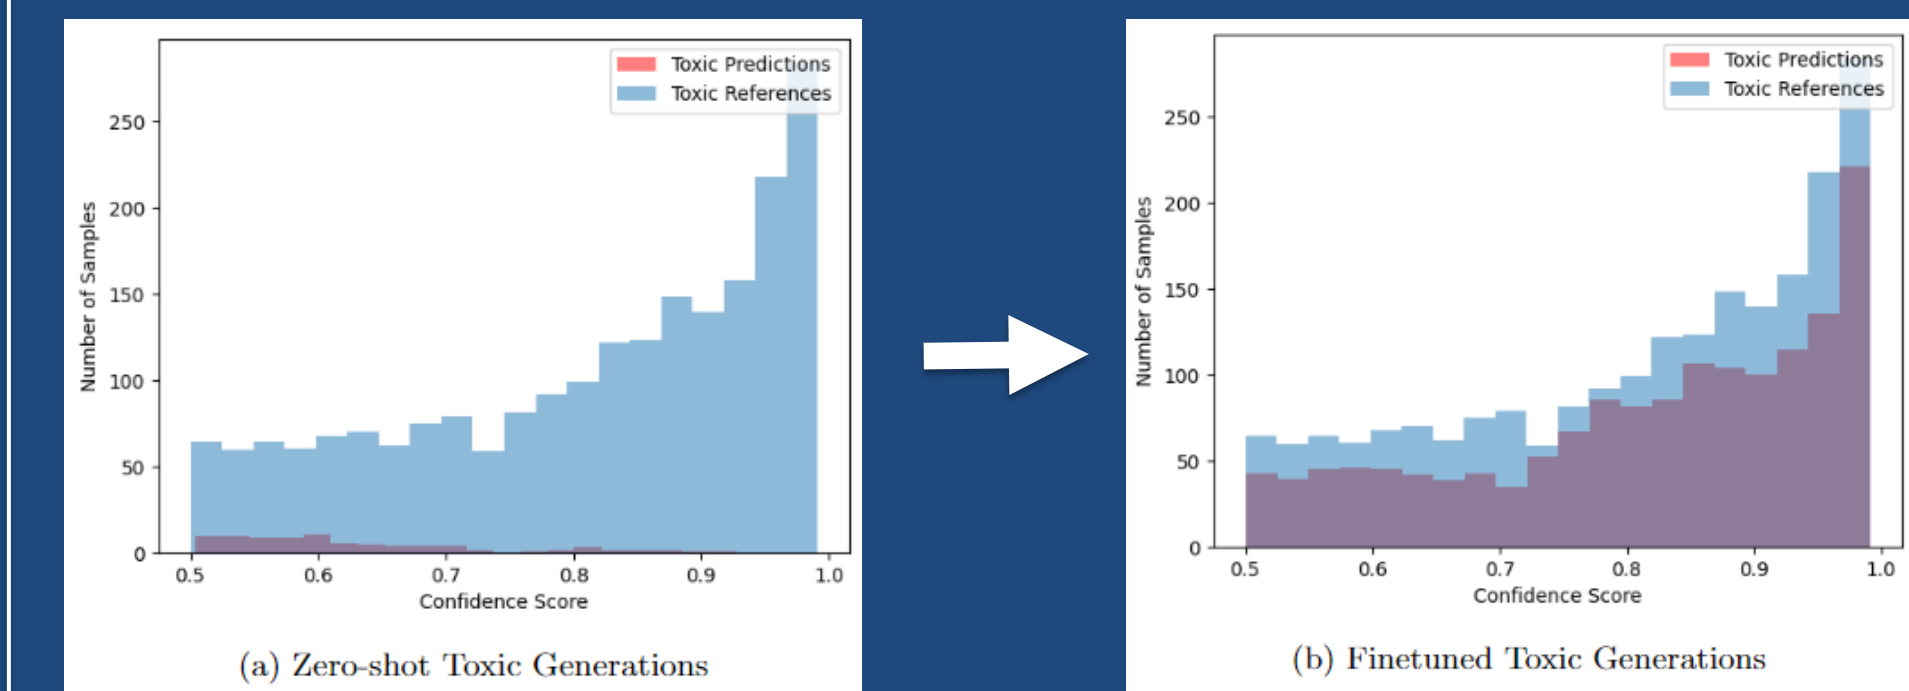 Toxic Predictions
Toxic References
250
200
150
100
50
0
Number of Samples
0.5 0.6 0.7 0.8 0.9 1.0
Confidence Score
(a) Zero-shot Toxic Generations
Toxic Predictions
Toxic References
250
200
150
100
50
0
Number of Samples
0.5 0.6 0.7 0.8 0.9 1.0
Confidence Score
(b) Finetuned Toxic Generations